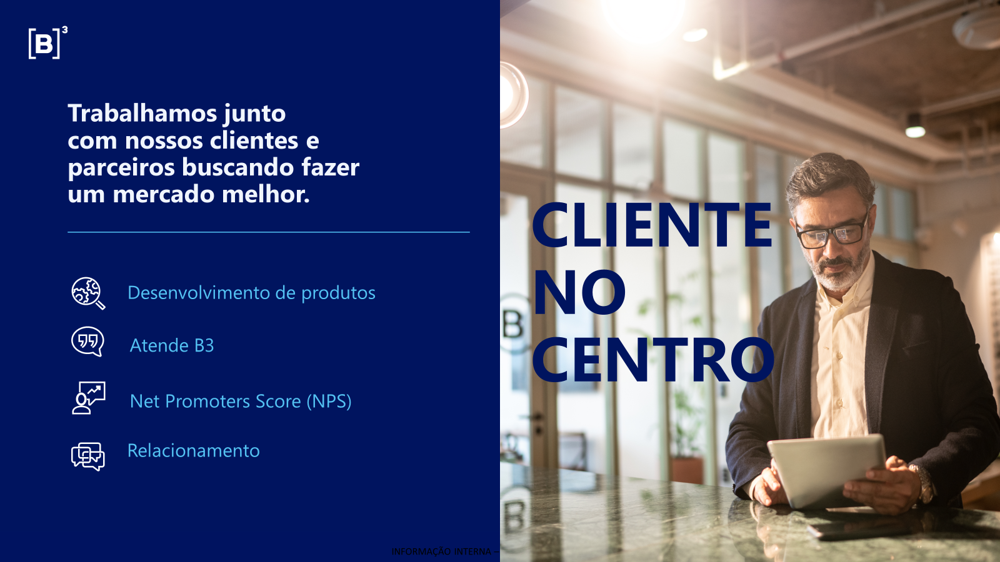 [B]³
Trabalhamos junto
com nossos clientes e
parceiros buscando fazer
um mercado melhor.
Desenvolvimento de produtos
Atende B3
Net Promoters Score (NPS)
Relacionamento
INFORMAÇÃO INTERNA –
CLIENTE
NO
CENTRO
B
B